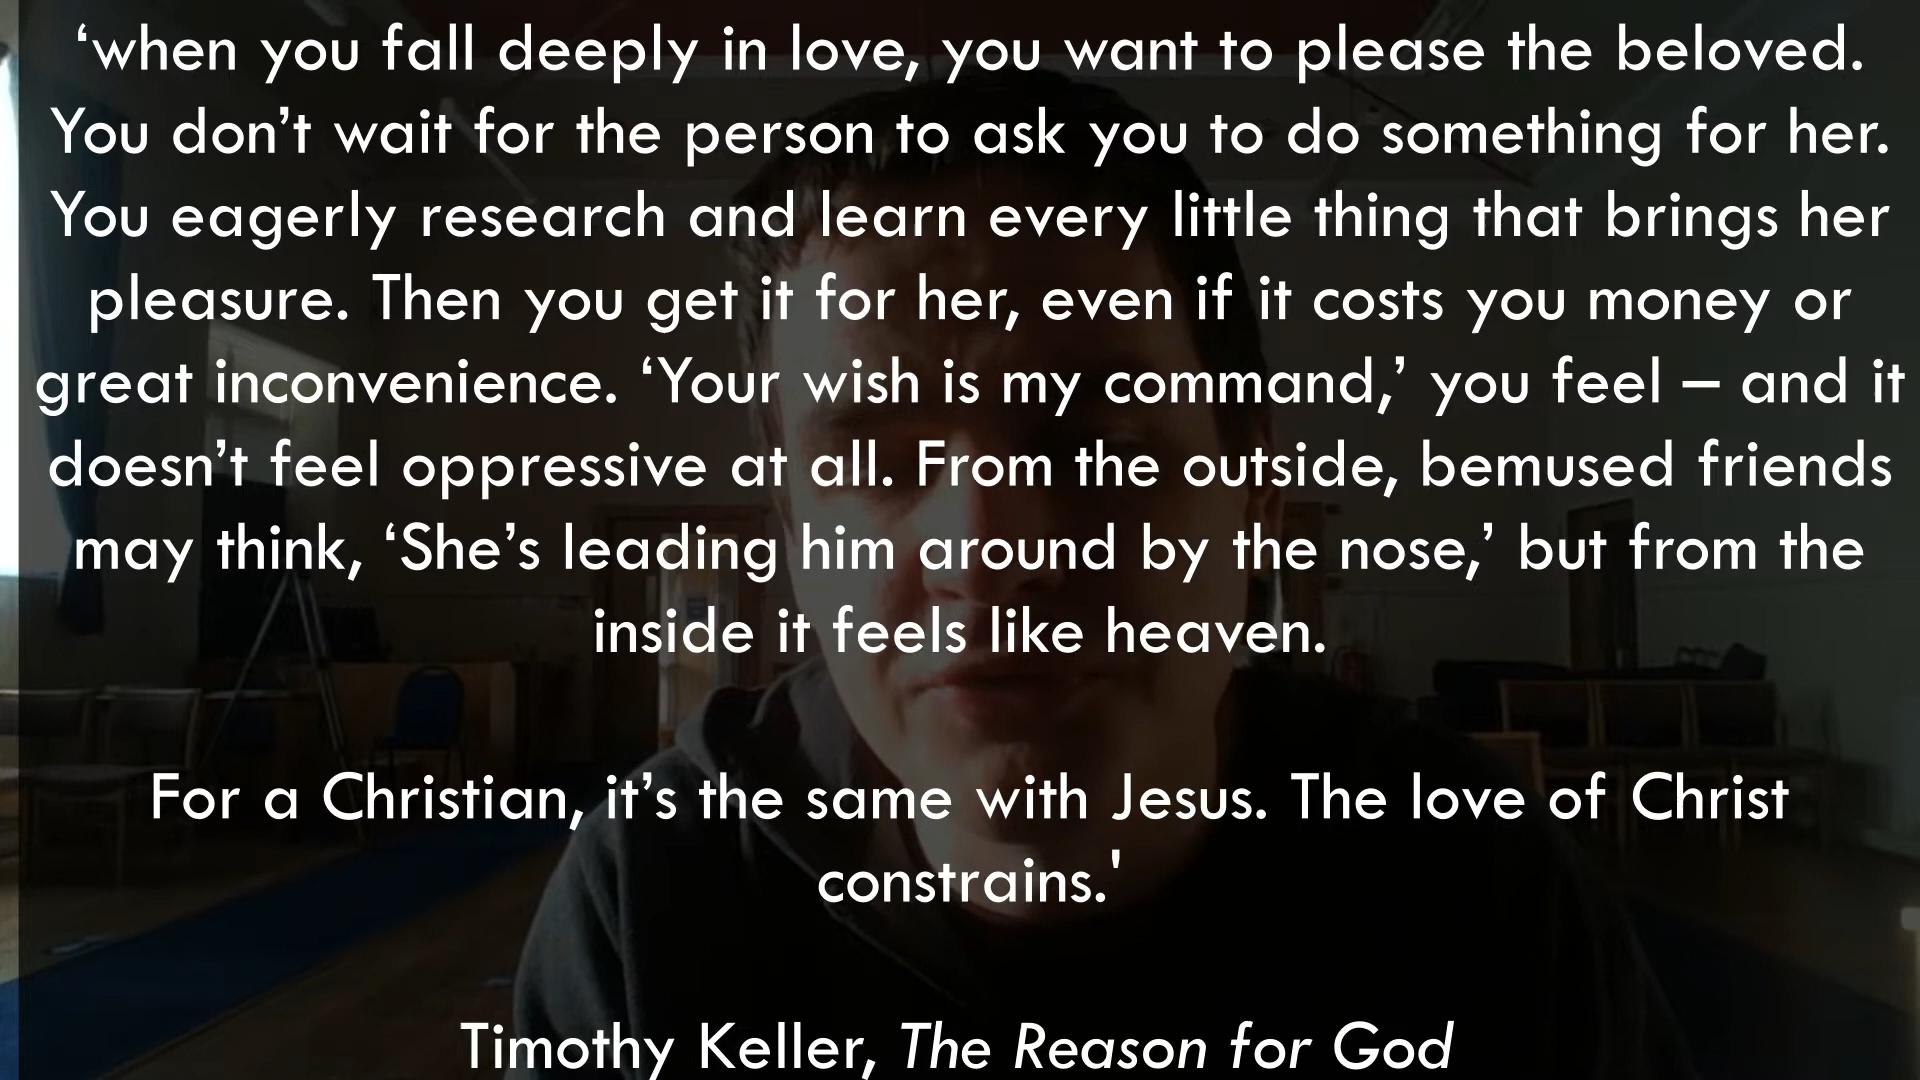 ‘when you fall deeply in love, you want to please the beloved.
You don’t wait for the person to ask you to do something for her.
You eagerly research and learn every little thing that brings her
pleasure. Then you get it for her, even if it costs you money or
great inconvenience. ‘Your wish is my command,’ you feel – and it
doesn’t feel oppressive at all. From the outside, bemused friends
may think, ‘She’s leading him around by the nose,’ but from the
inside it feels like heaven.
For a Christian, it’s the same with Jesus. The love of Christ
constrains.'
Timothy Keller, The Reason for God